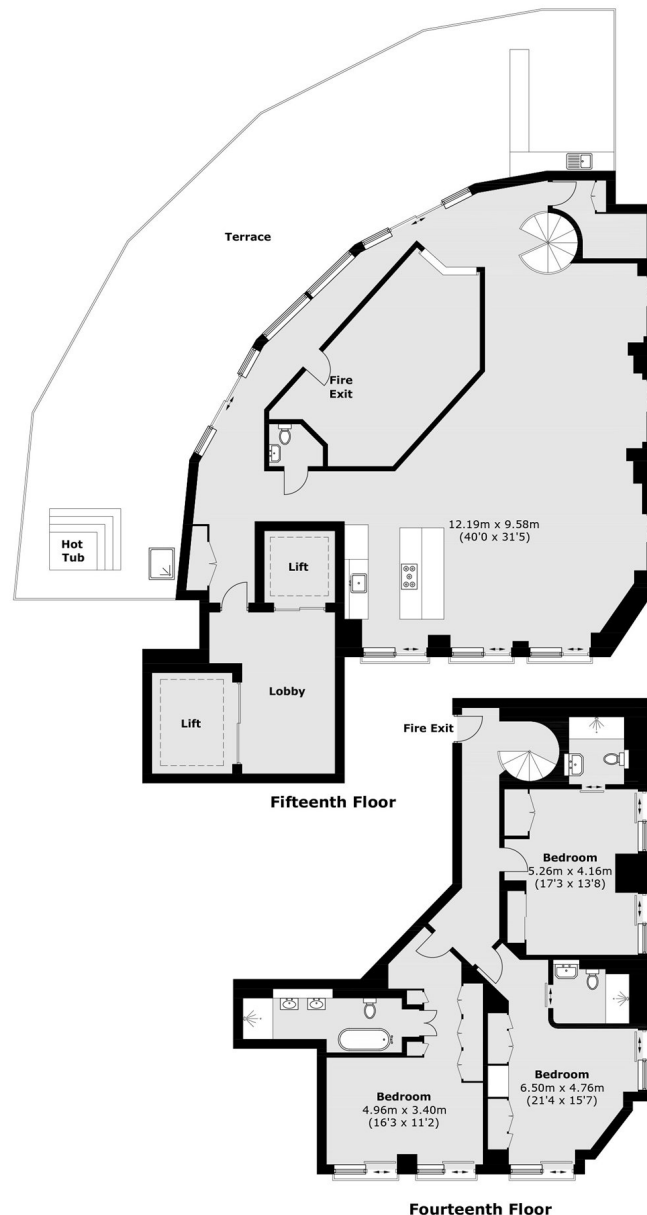 Terrace
Fire
Exit
12.19m x 9.58m
(40'0 x 31'5)
Hot
Tub
Lift
Lobby
Lift
Fifteenth Floor
Fire Exit
Bedroom
5.26m x 4.16m
(17'3 x 13'8)
Bedroom
6.50m x 4.76m
(21'4 x 15'7)
Bedroom
4.96m x 3.40m
(16'3 x 11'2)
Fourteenth Floor